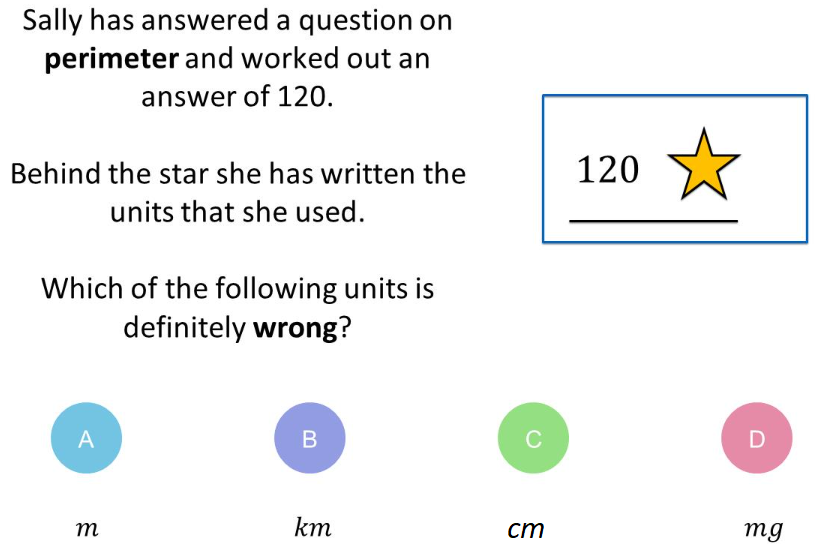 Sally has answered a question on
perimeter and worked out an
answer of 120.
Behind the star she has written the
units that she used.
Which of the following units is
definitely wrong?
120
A
B
C
D
m
km
cm
mg